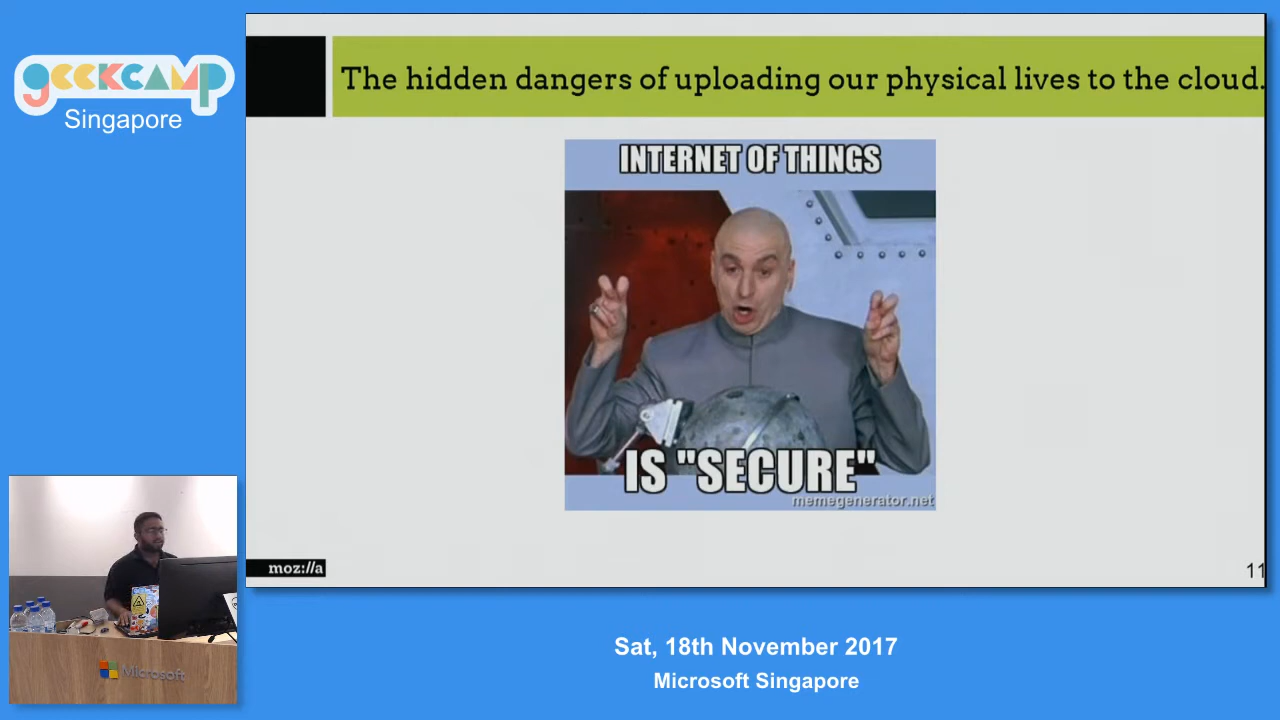 geekcamp
Singapore
The hidden dangers of uploading our physical lives to the cloud.
INTERNET OF THINGS
IS "SECURE"
memegenerator.net
moz://a
11
Microsoft
Sat, 18th November 2017
Microsoft Singapore